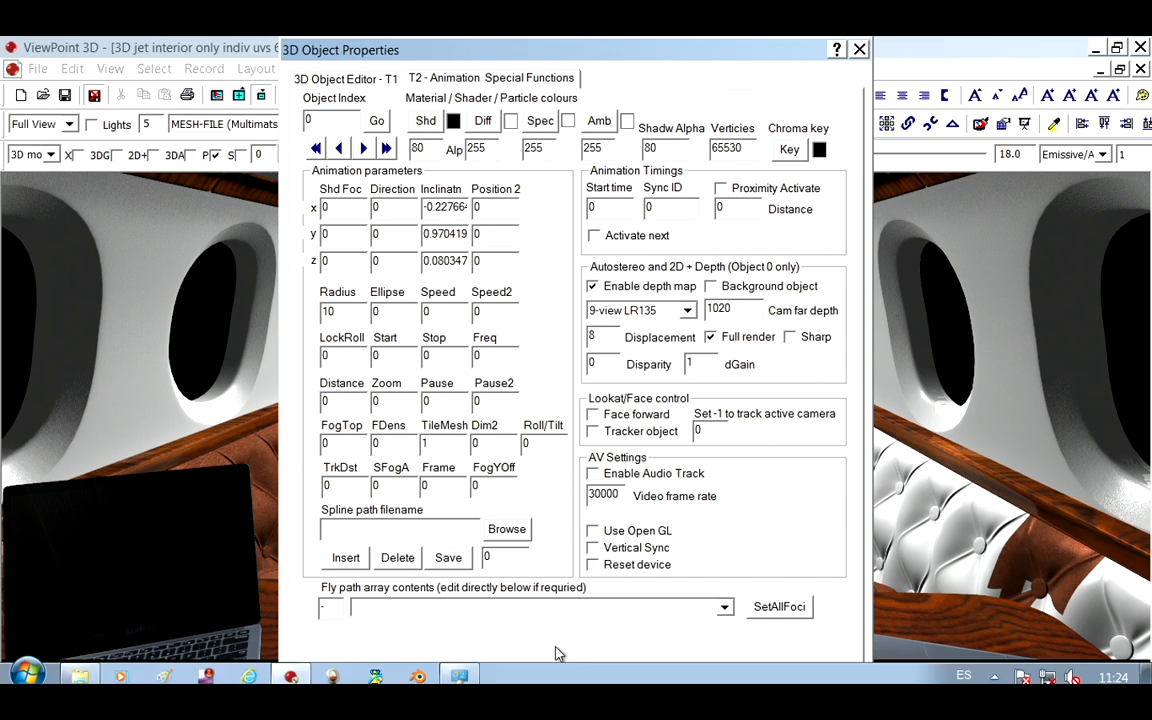 ViewPoint 3D - [3D jet interior only indiv uvs 6
3D Object Properties
?
File Edit View Select Record Layout
3D Object Editor - T1
T2 - Animation Special Functions
Object Index
Material / Shader / Particle colours
0
Go
Shd
Diff
Spec
Amb
Shadw Alpha
Verticies
Chroma key
Full View
Lights
5
MESH-FILE (Multimats
80
Alp
255
255
255
80
65530
Key
3D mo
X
3DG
2D+
3DA
P
S
0
18.0
Emissive/A
1
Animation parameters
Shd Foc Direction Inclinatn Position 2
x 0 0 -0.227664 0
y 0 0 0.970419 0
z 0 0 0.080347 0
Radius Ellipse Speed Speed2
10 0 0 0
LockRoll Start Stop Freq
0 0 0 0
Distance Zoom Pause Pause2
0 0 0 0
FogTop FDens TileMesh Dim2 Roll/Tilt
0 0 1 0 0
TrkDst SFogA Frame FogYOff
0 0 0 0
Spline path filename
Browse
Insert Delete Save 0
Animation Timings
Start time Sync ID Proximity Activate
0 0 0 Distance
Activate next
Autostereo and 2D + Depth (Object 0 only)
Enable depth map Background object
9-view LR135 1020 Cam far depth
8 Displacement Full render Sharp
0 Disparity 1 dGain
Lookat/Face control
Face forward Set -1 to track active camera
Tracker object 0
AV Settings
Enable Audio Track
30000 Video frame rate
Use Open GL
Vertical Sync
Reset device
Fly path array contents (edit directly below if requried)
-
SetAllFoci
ES
11:24